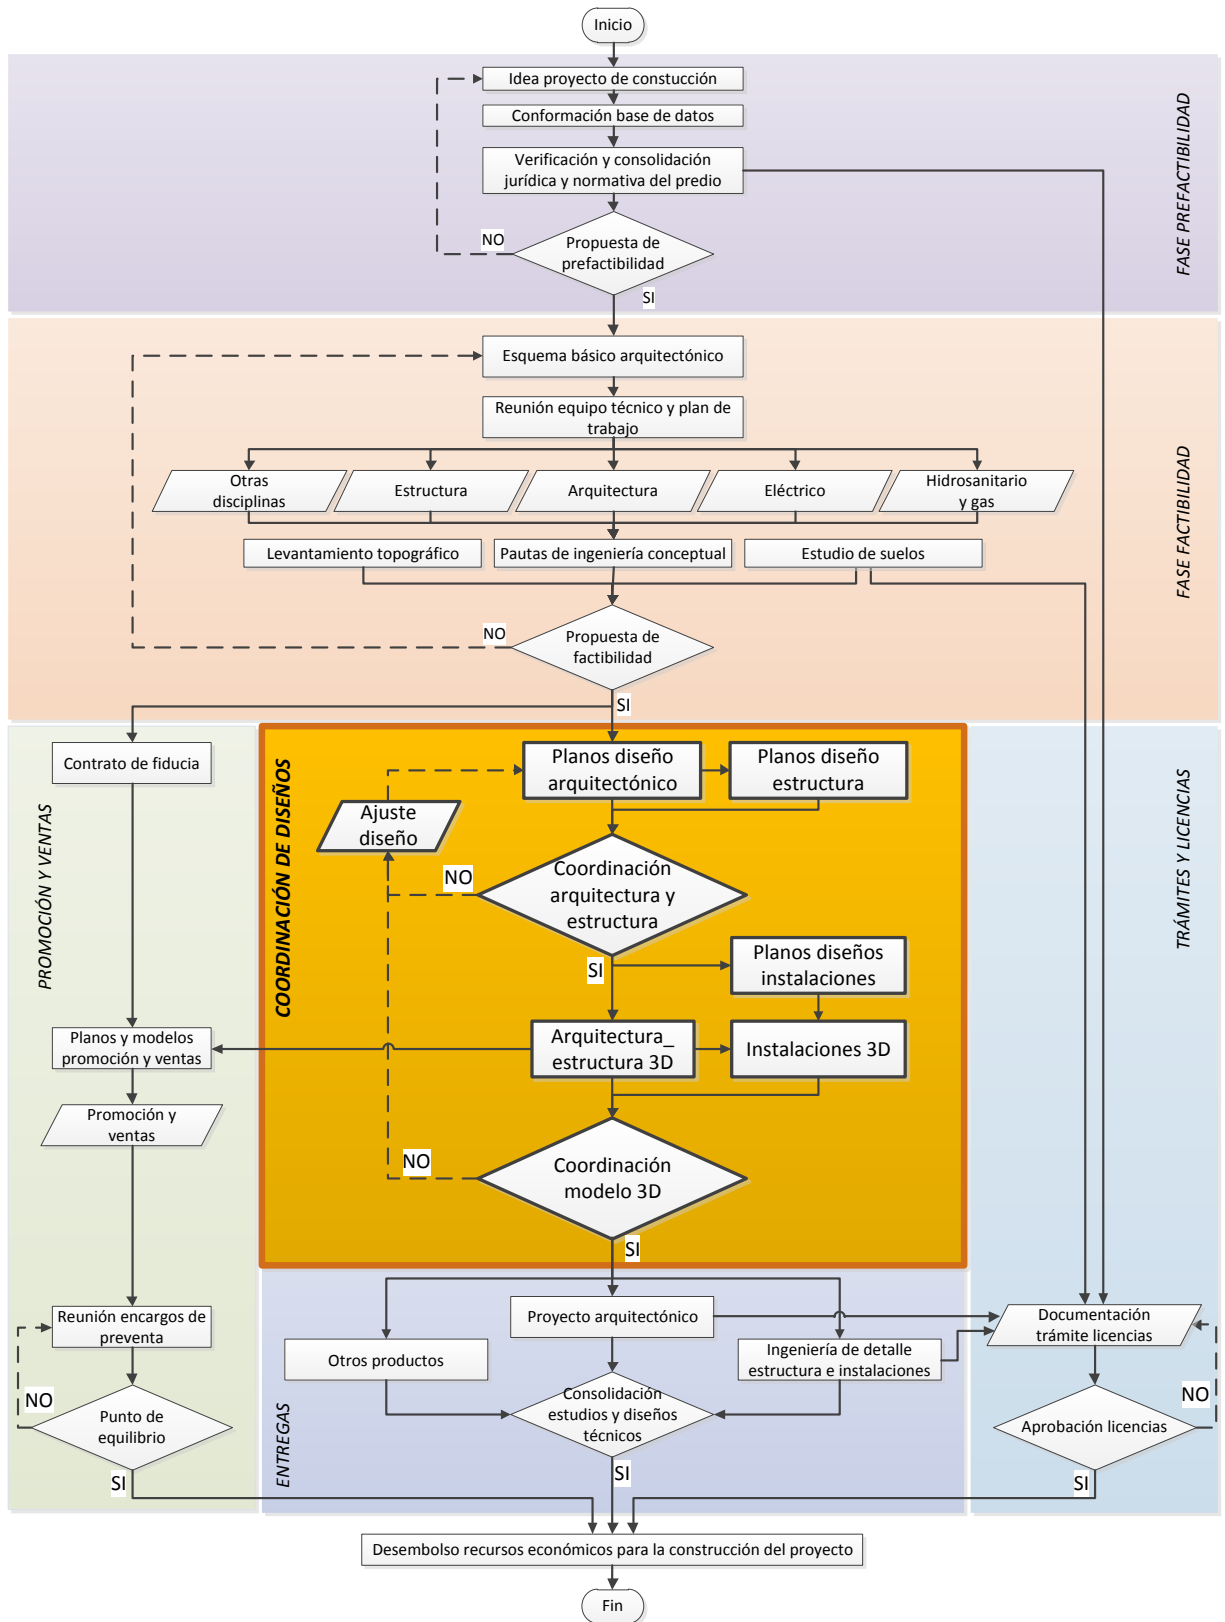 Inicio
Idea proyecto de constucción
Conformación base de datos
Verificación y consolidación
jurídica y normativa del predio
NO
Propuesta de
prefactibilidad
SI
FASE PREFACTIBILIDAD
Esquema básico arquitectónico
Reunión equipo técnico y plan de
trabajo
Otras
disciplinas
Estructura
Arquitectura
Eléctrico
Hidrosanitario
y gas
Levantamiento topográfico
Pautas de ingeniería conceptual
Estudio de suelos
NO
Propuesta de
factibilidad
SI
FASE FACTIBILIDAD
Contrato de fiducia
Planos y modelos
promoción y ventas
Promoción y
ventas
Reunión encargos de
preventa
NO
Punto de
equilibrio
SI
PROMOCIÓN Y VENTAS
COORDINACIÓN DE DISEÑOS
Planos diseño
arquitectónico
Planos diseño
estructura
Ajuste
diseño
NO
Coordinación
arquitectura y
estructura
SI
Planos diseños
instalaciones
Arquitectura_
estructura 3D
Instalaciones 3D
NO
Coordinación
modelo 3D
SI
TRÁMITES Y LICENCIAS
Proyecto arquitectónico
Otros productos
Ingeniería de detalle
estructura e instalaciones
Consolidación
estudios y diseños
técnicos
SI
ENTREGAS
Documentación
trámite licencias
NO
Aprobación licencias
SI
Desembolso recursos económicos para la construcción del proyecto
Fin